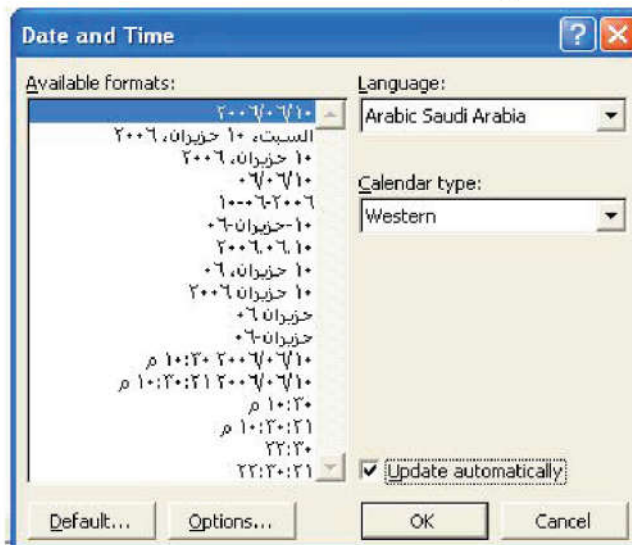 Date and Time
Available formats:
٢٠٠٦/٠٦/١٠
السبت، ١٠ حزيران، ٢٠٠٦
١٠ حزيران، ٢٠٠٦
٠٦/٠٦/١٠
٢٠٠٦-٠٦-١٠
١٠-حزيران-٠٦
٢٠٠٦.٠٦.١٠
١٠ حزيران، ٠٦
١٠ حزيران ٢٠٠٦
حزيران ٠٦
حزيران-٠٦
٢٠٠٦/٠٦/١٠ ١٠:٣٠ م
٢٠٠٦/٠٦/١٠ ١٠:٣٠:٢١ م
١٠:٣٠ م
١٠:٣٠:٢١ م
٢٢:٣٠
٢٢:٣٠:٢١
Language:
Arabic Saudi Arabia
Calendar type:
Western
Update automatically
Default...
Options...
OK
Cancel